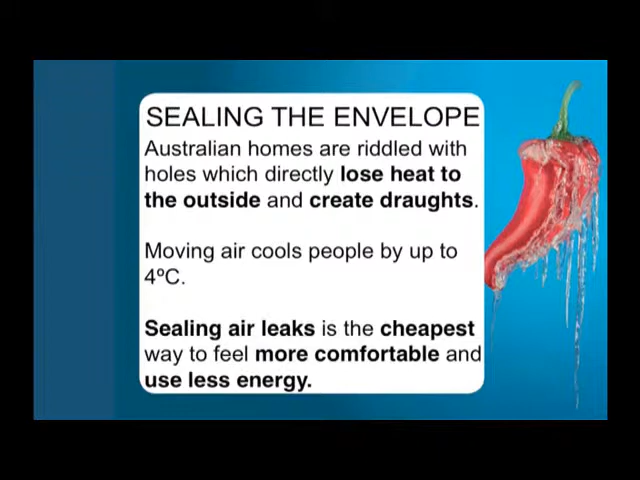 SEALING THE ENVELOPE
Australian homes are riddled with
holes which directly lose heat to
the outside and create draughts.
Moving air cools people by up to
4ºC.
Sealing air leaks is the cheapest
way to feel more comfortable and
use less energy.